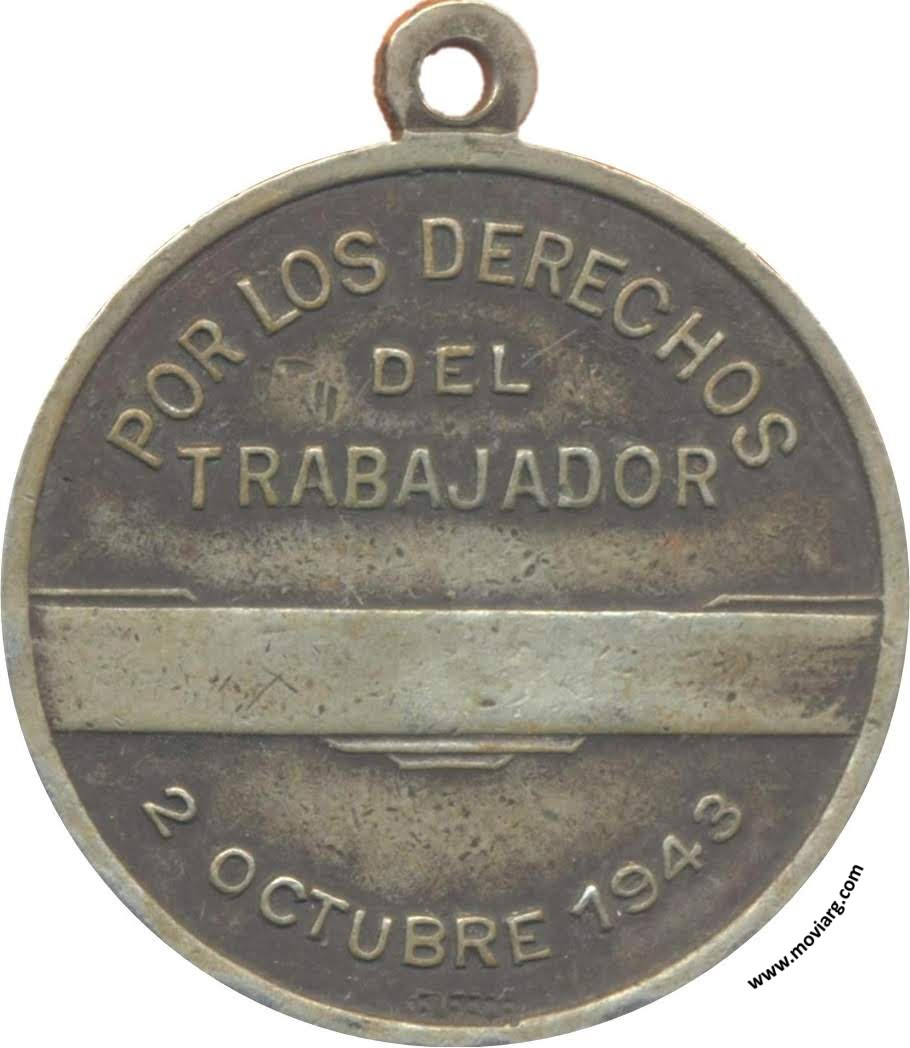 POR LOS DERECHOS
DEL
TRABAJADOR
2 OCTUBRE 1943
www.moviarg.com